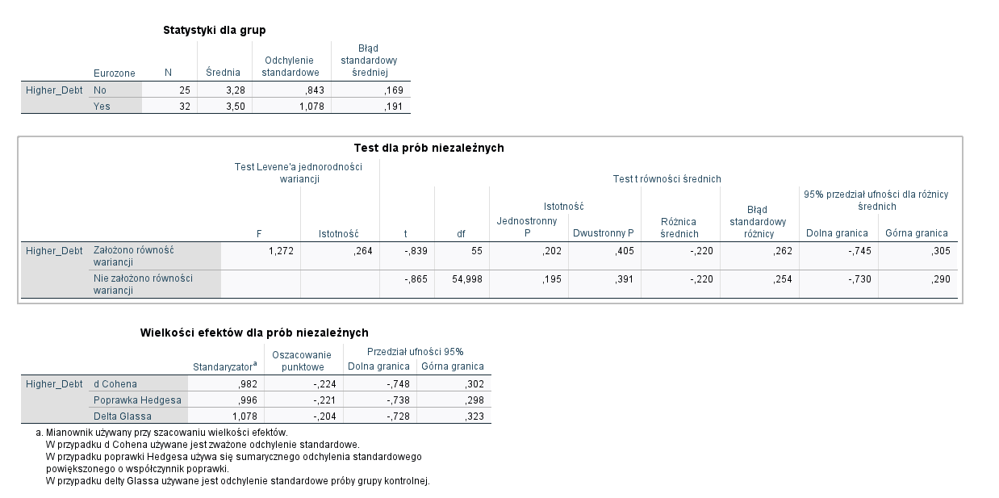 Statystyki dla grup
Eurozone N Średnia Odchylenie standardowe Błąd standardowy średniej
Higher_Debt No 25 3,28 ,843 ,169
Yes 32 3,50 1,078 ,191
Test dla prób niezależnych
Test Levene'a jednorodności wariancji Test t równości średnich
Istotność 95% przedział ufności dla różnicy średnich
F Istotność t df Jednostronny P Dwustronny P Różnica średnich Błąd standardowy różnicy Dolna granica Górna granica
Higher_Debt Założono równość wariancji 1,272 ,264 -,839 55 ,202 ,405 -,220 ,262 -,745 ,305
Nie założono równości wariancji -,865 54,998 ,195 ,391 -,220 ,254 -,730 ,290
Wielkości efektów dla prób niezależnych
Standaryzatorᵃ Oszacowanie punktowe Przedział ufności 95% Dolna granica Górna granica
Higher_Debt d Cohena ,982 -,224 -,748 ,302
Poprawka Hedgesa ,996 -,221 -,738 ,298
Delta Glassa 1,078 -,204 -,728 ,323
a. Mianownik używany przy szacowaniu wielkości efektów.
W przypadku d Cohena używane jest zważone odchylenie standardowe.
W przypadku poprawki Hedgesa używa się sumarycznego odchylenia standardowego
powiększonego o współczynnik poprawki.
W przypadku delty Glassa używane jest odchylenie standardowe próby grupy kontrolnej.